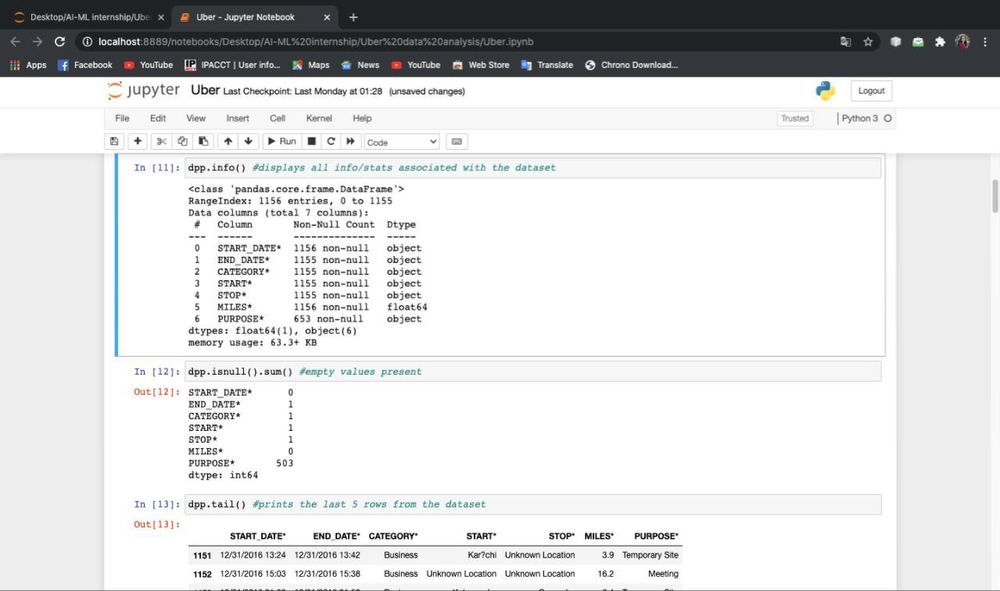 Desktop/AI-ML internship/Ube
Uber - Jupyter Notebook
localhost:8889/notebooks/Desktop/AI-ML%20internship/Uber%20data%20analysis/Uber.ipynb
Apps Facebook YouTube IPACCT | User info... Maps News YouTube Web Store Translate Chrono Download...
jupyter Uber Last Checkpoint: Last Monday at 01:28 (unsaved changes) Logout
File Edit View Insert Cell Kernel Help Trusted Python 3
Run Code
In [11]: dpp.info() #displays all info/stats associated with the dataset
<class 'pandas.core.frame.DataFrame'>
RangeIndex: 1156 entries, 0 to 1155
Data columns (total 7 columns):
 #   Column       Non-Null Count  Dtype
---  ------       --------------  -----
 0   START_DATE*  1156 non-null   object
 1   END_DATE*    1155 non-null   object
 2   CATEGORY*    1155 non-null   object
 3   START*       1155 non-null   object
 4   STOP*        1155 non-null   object
 5   MILES*       1156 non-null   float64
 6   PURPOSE*     653 non-null    object
dtypes: float64(1), object(6)
memory usage: 63.3+ KB
In [12]: dpp.isnull().sum() #empty values present
Out[12]: START_DATE* 0
END_DATE* 1
CATEGORY* 1
START* 1
STOP* 1
MILES* 0
PURPOSE* 503
dtype: int64
In [13]: dpp.tail() #prints the last 5 rows from the dataset
Out[13]:
START_DATE* END_DATE* CATEGORY* START* STOP* MILES* PURPOSE*
1151 12/31/2016 13:24 12/31/2016 13:42 Business Kar?chi Unknown Location 3.9 Temporary Site
1152 12/31/2016 15:03 12/31/2016 15:38 Business Unknown Location Unknown Location 16.2 Meeting